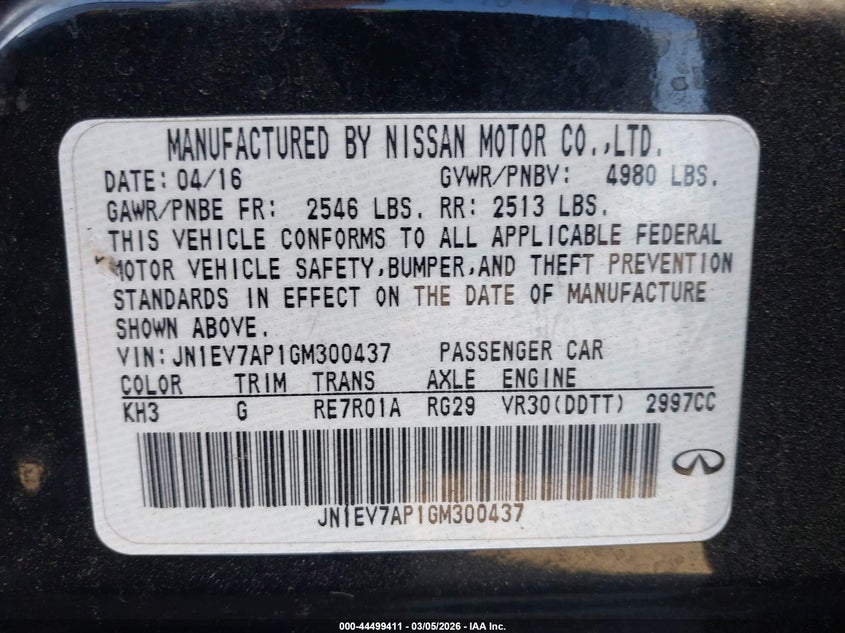 MANUFACTURED BY NISSAN MOTOR CO.,LTD.
DATE: 04/16 GVWR/PNBV: 4980 LBS.
GAWR/PNBE FR: 2546 LBS. RR: 2513 LBS.
THIS VEHICLE CONFORMS TO ALL APPLICABLE FEDERAL
MOTOR VEHICLE SAFETY,BUMPER,AND THEFT PREVENTION
STANDARDS IN EFFECT ON THE DATE OF MANUFACTURE
SHOWN ABOVE.
VIN:JN1EV7AP1GM300437 PASSENGER CAR
COLOR TRIM TRANS AXLE ENGINE
KH3 G RE7R01A RG29 VR30(DDTT) 2997CC
JN1EV7AP1GM300437
000-44499411 - 03/05/2026 - IAA Inc.